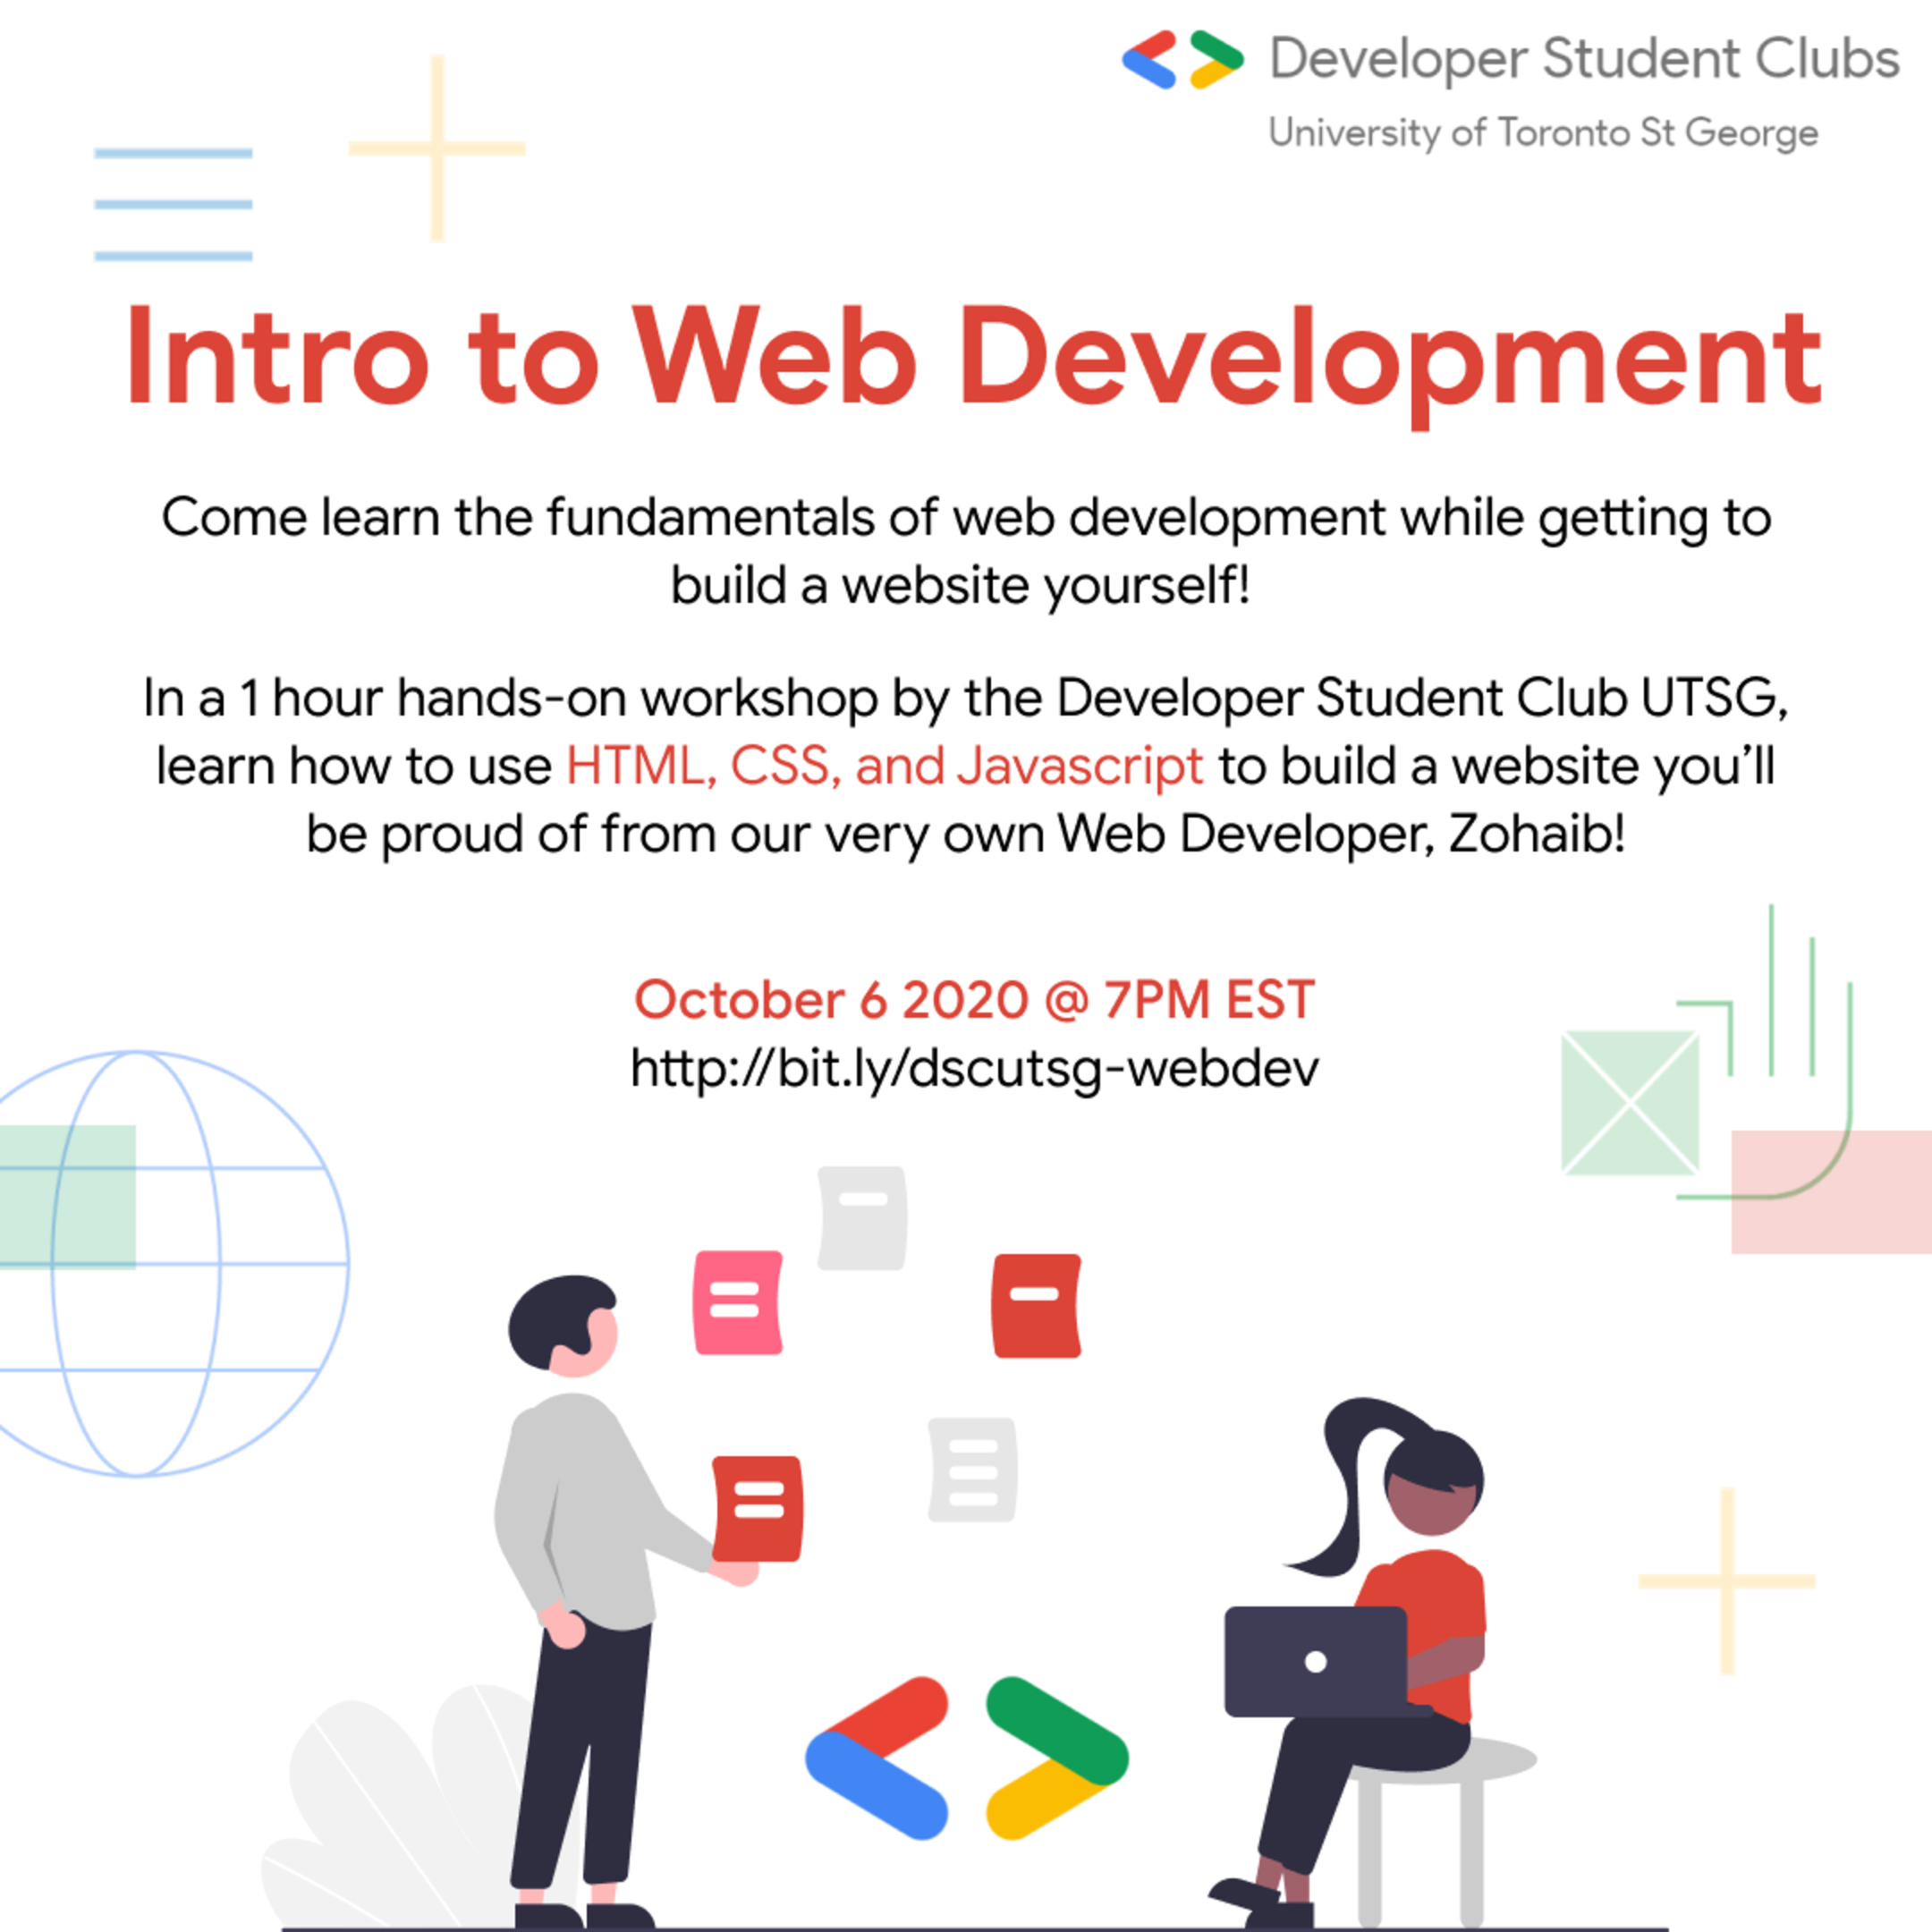 Developer Student Clubs
University of Toronto St George
Intro to Web Development
Come learn the fundamentals of web development while getting to
build a website yourself!
In a 1 hour hands-on workshop by the Developer Student Club UTSG,
learn how to use HTML, CSS, and Javascript to build a website you’ll
be proud of from our very own Web Developer, Zohaib!
October 6 2020 @ 7PM EST
http://bit.ly/dscutsg-webdev